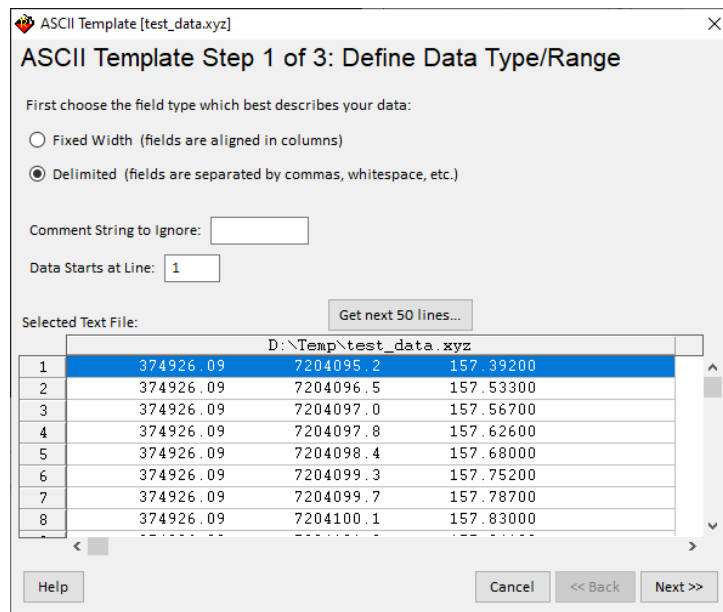 ASCII Template [test_data.xyz]
ASCII Template Step 1 of 3: Define Data Type/Range
First choose the field type which best describes your data:
Fixed Width (fields are aligned in columns)
Delimited (fields are separated by commas, whitespace, etc.)
Comment String to Ignore:
Data Starts at Line: 1
Get next 50 lines...
Selected Text File:
D:\Temp\test_data.xyz
1 374926.09 7204095.2 157.39200
2 374926.09 7204096.5 157.53300
3 374926.09 7204097.0 157.56700
4 374926.09 7204097.8 157.62600
5 374926.09 7204098.4 157.68000
6 374926.09 7204099.3 157.75200
7 374926.09 7204099.7 157.78700
8 374926.09 7204100.1 157.83000
Help Cancel << Back Next >>